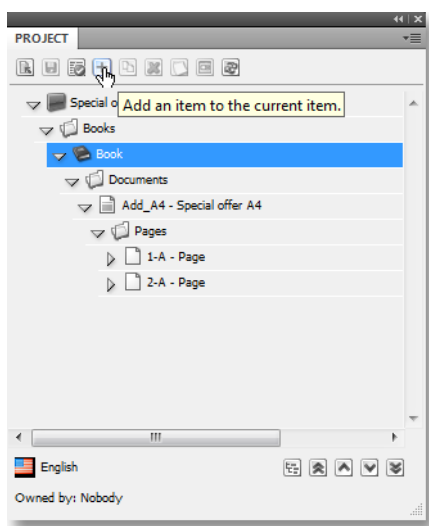 PROJECT
Special o
Add an item to the current item.
Books
Book
Documents
Add_A4 - Special offer A4
Pages
1-A - Page
2-A - Page
English
Owned by: Nobody